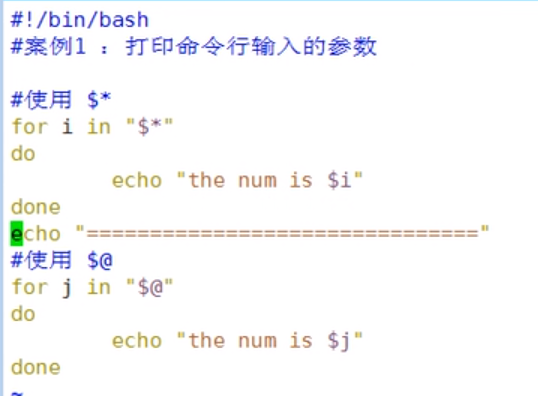 #!/bin/bash
#案例1 ：打印命令行输入的参数
#使用 $*
for i in "$*"
do
        echo "the num is $i"
done
echo "==============================="
#使用 $@
for j in "$@"
do
        echo "the num is $j"
done
~